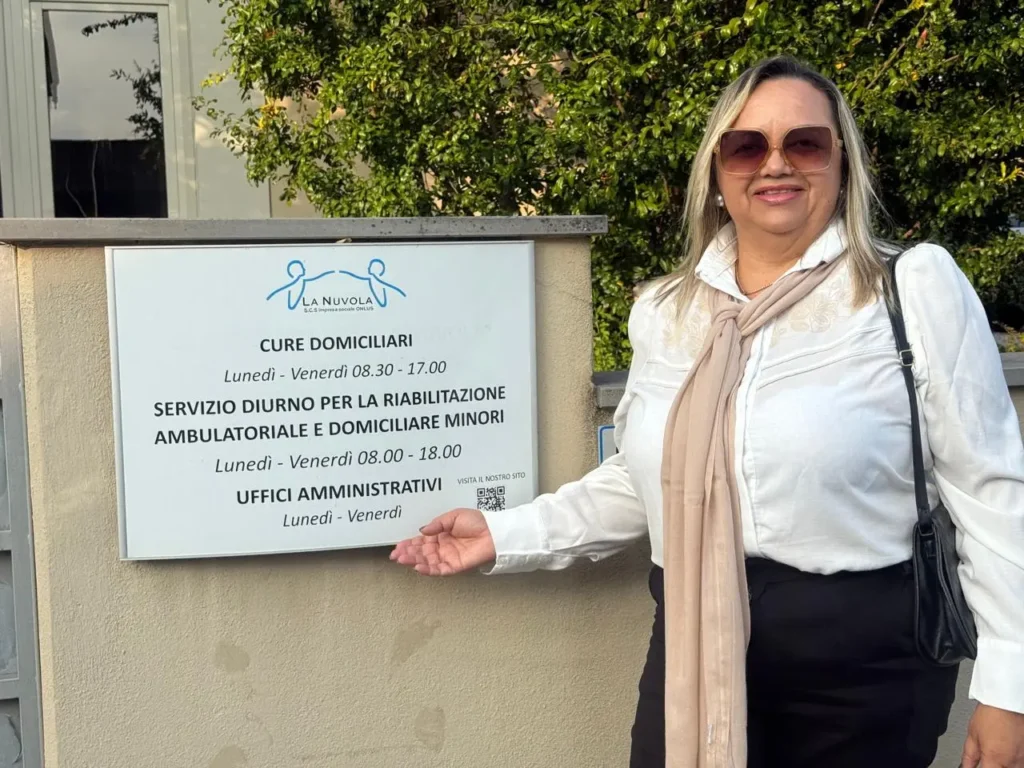 LA NUVOLA
S.C.S impresa sociale ONLUS
CURE DOMICILIARI
Lunedì - Venerdì 08.30 - 17.00
SERVIZIO DIURNO PER LA RIABILITAZIONE
AMBULATORIALE E DOMICILIARE MINORI
Lunedì - Venerdì 08.00 - 18.00
VISITA IL NOSTRO SITO
UFFICI AMMINISTRATIVI
Lunedì - Venerdì